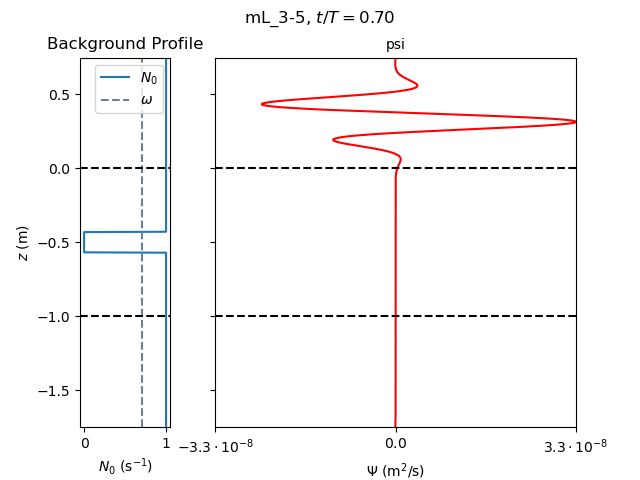 mL_3-5, t/T = 0.70
Background Profile
psi
N₀
ω
0.5
0.0
−0.5
−1.0
−1.5
z (m)
0
1
N₀ (s⁻¹)
−3.3 · 10⁻⁸
0.0
3.3 · 10⁻⁸
Ψ (m²/s)